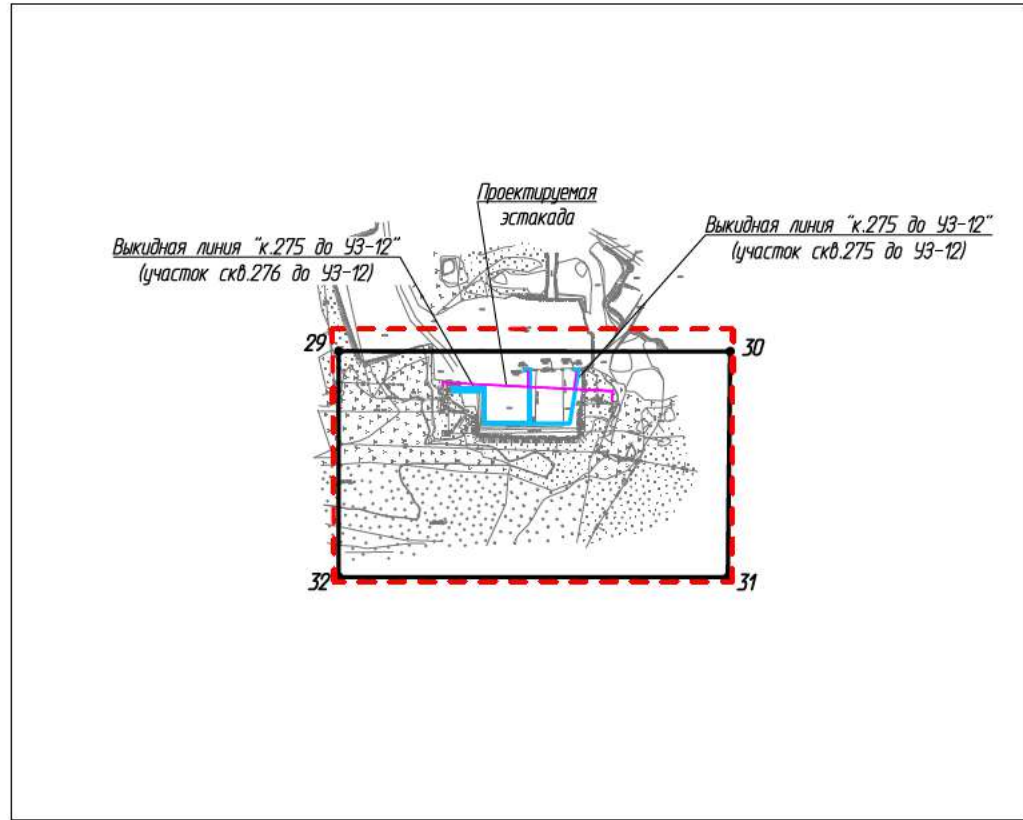 Проектируемая
эстакада
Выкидная линия "к.275 до УЗ-12"
(участок скв.276 до УЗ-12)
Выкидная линия "к.275 до УЗ-12"
(участок скв.275 до УЗ-12)
29
30
32
31